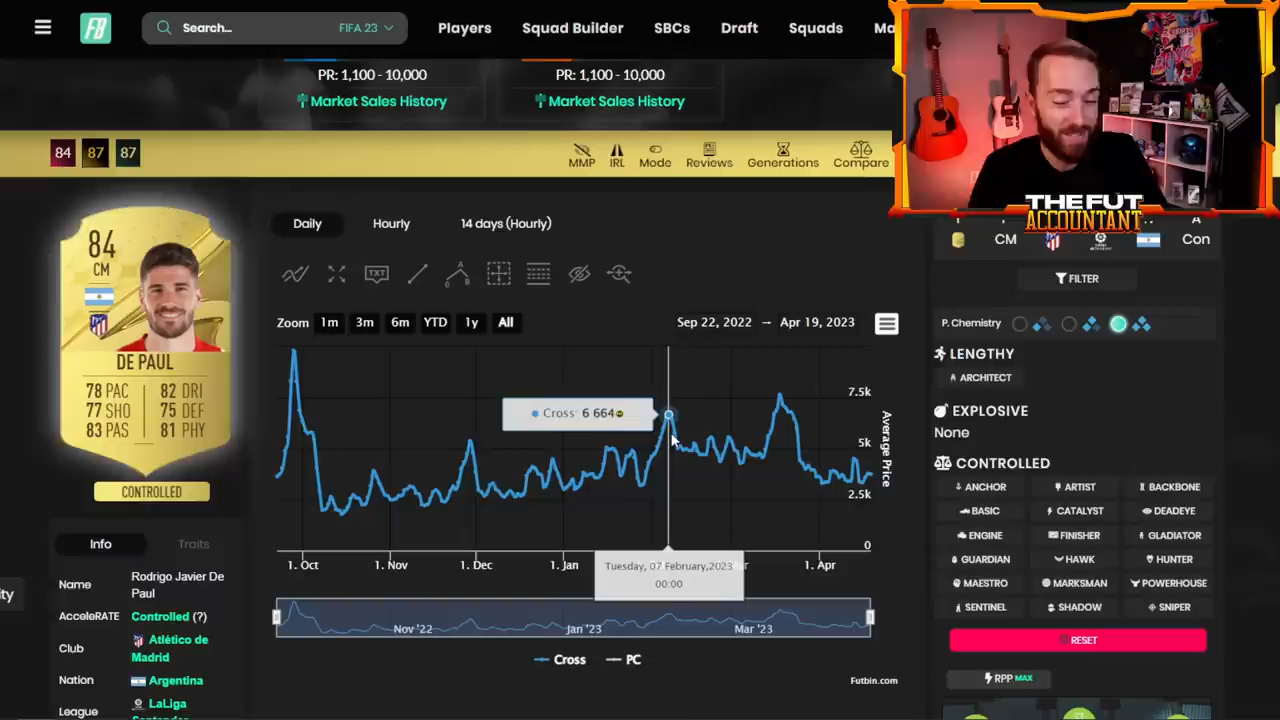 FB
Search...
FIFA 23
Players
Squad Builder
SBCs
Draft
Squads
Ma
PR: 1,100 - 10,000
PR: 1,100 - 10,000
Market Sales History
Market Sales History
84
87
87
MMP
IRL
Mode
Reviews
Generations
Compare
THE FUT
ACCOUNTANT
84
CM
DE PAUL
78 PAC
82 DRI
77 SHO
75 DEF
83 PAS
81 PHY
CONTROLLED
Daily
Hourly
14 days (Hourly)
TXT
Zoom
1m
3m
6m
YTD
1y
All
Sep 22, 2022
→
Apr 19, 2023
Cross: 6 664
7.5k
5k
2.5k
0
Average Price
1. Oct
1. Nov
1. Dec
1. Jan
1. Apr
Tuesday, 07 February, 2023
00:00
Nov '22
Jan '23
Mar '23
Cross
PC
Futbin.com
Info
Traits
Name
Rodrigo Javier De
Paul
AcceleRATE
Controlled (?)
Club
Atlético de
Madrid
Nation
Argentina
League
LaLiga
ity
CM
Con
FILTER
P. Chemistry
LENGTHY
ARCHITECT
EXPLOSIVE
None
CONTROLLED
ANCHOR
ARTIST
BACKBONE
BASIC
CATALYST
DEADEYE
ENGINE
FINISHER
GLADIATOR
GUARDIAN
HAWK
HUNTER
MAESTRO
MARKSMAN
POWERHOUSE
SENTINEL
SHADOW
SNIPER
RESET
RPP MAX